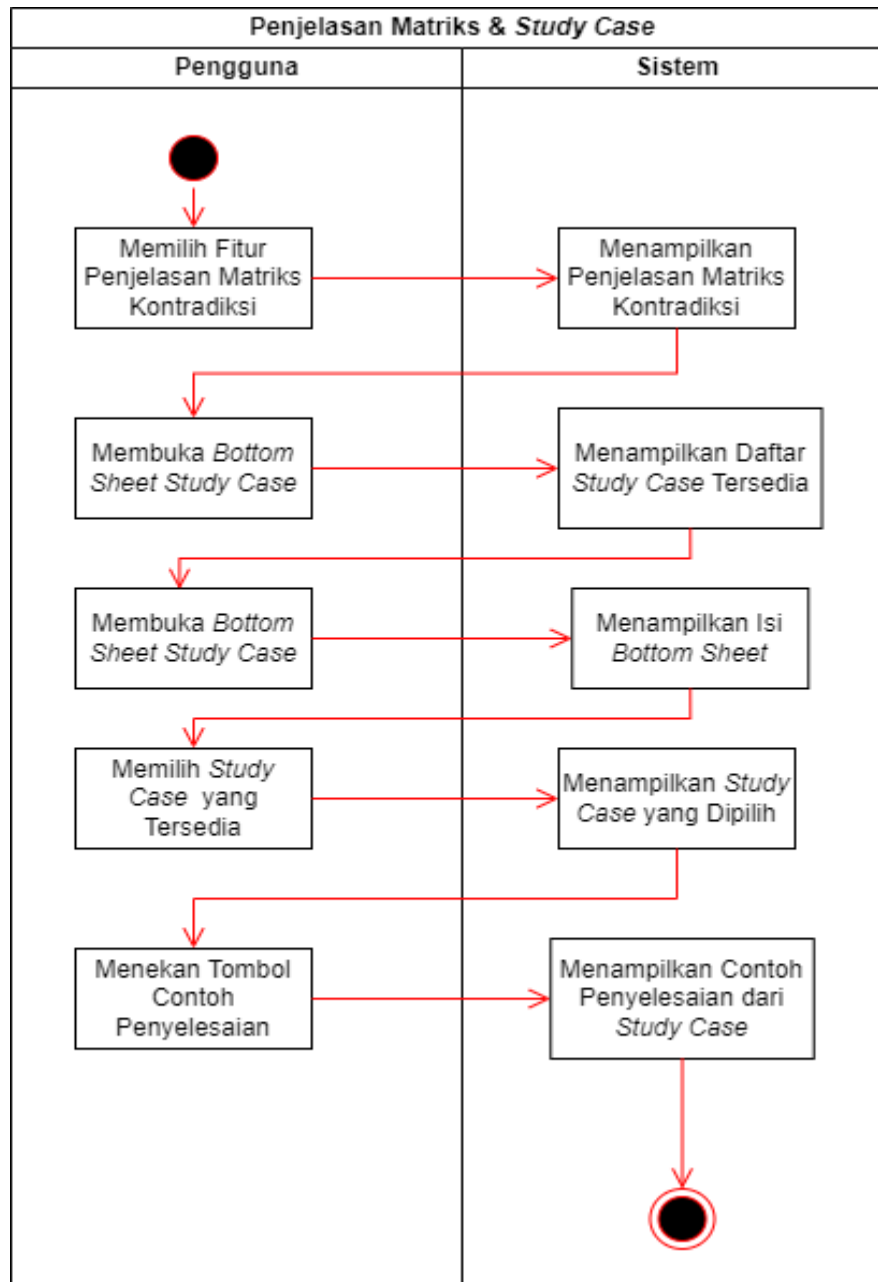 Penjelasan Matriks & Study Case
Pengguna
Sistem
Memilih Fitur
Penjelasan Matriks
Kontradiksi
Menampilkan
Penjelasan Matriks
Kontradiksi
Membuka Bottom
Sheet Study Case
Menampilkan Daftar
Study Case Tersedia
Membuka Bottom
Sheet Study Case
Menampilkan Isi
Bottom Sheet
Memilih Study
Case yang
Tersedia
Menampilkan Study
Case yang Dipilih
Menekan Tombol
Contoh
Penyelesaian
Menampilkan Contoh
Penyelesaian dari
Study Case